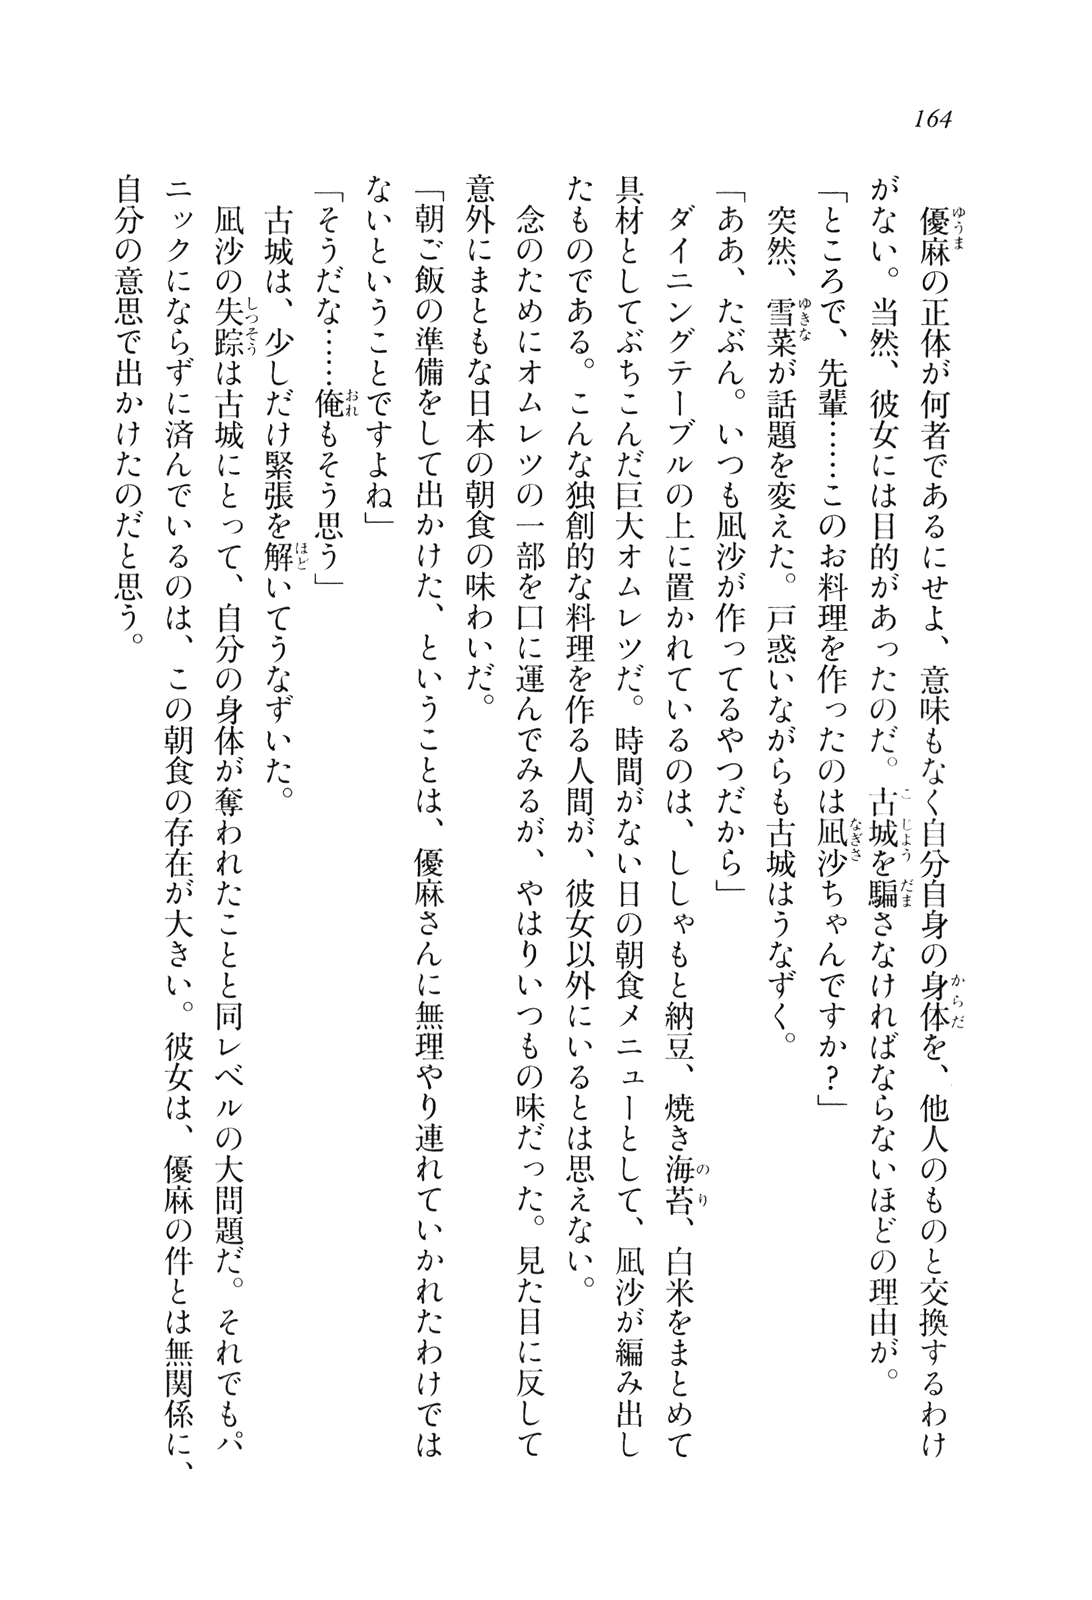 164
優麻の正体が何者であるにせよ、意味もなく自分自身の身体を、他人のものと交換するわけ
がない。当然、彼女には目的があったのだ。古城を騙さなければならないほどの理由が。
「ところで、先輩……このお料理を作ったのは凪沙ちゃんですか？」
突然、雪菜が話題を変えた。戸惑いながらも古城はうなずく。
「ああ、たぶん。いつも凪沙が作ってるやつだから」
ダイニングテーブルの上に置かれているのは、ししゃもと納豆、焼き海苔、白米をまとめて
具材としてぶちこんだ巨大オムレツだ。時間がない日の朝食メニューとして、凪沙が編み出し
たものである。こんな独創的な料理を作る人間が、彼女以外にいるとは思えない。
念のためにオムレツの一部を口に運んでみるが、やはりいつもの味だった。見た目に反して
意外にまともな日本の朝食の味わいだ。
「朝ご飯の準備をして出かけた、ということは、優麻さんに無理やり連れていかれたわけでは
ないということですよね」
「そうだな……俺もそう思う」
古城は、少しだけ緊張を解いてうなずいた。
凪沙の失踪は古城にとって、自分の身体が奪われたことと同レベルの大問題だ。それでもパ
ニックにならずに済んでいるのは、この朝食の存在が大きい。彼女は、優麻の件とは無関係に、
自分の意思で出かけたのだと思う。